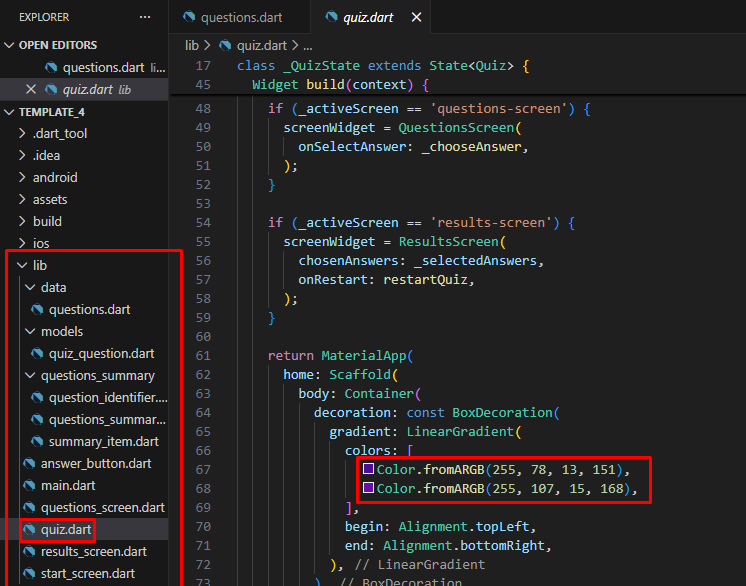 EXPLORER ...
OPEN EDITORS
questions.dart li...
quiz.dart lib
TEMPLATE_4
.dart_tool
.idea
android
assets
build
ios
lib
data
questions.dart
models
quiz_question.dart
questions_summary
question_identifier....
questions_summar...
summary_item.dart
answer_button.dart
main.dart
questions_screen.dart
quiz.dart
results_screen.dart
start_screen.dart
questions.dart
quiz.dart
lib > quiz.dart > ...
17 class _QuizState extends State<Quiz> {
45 Widget build(context) {
48 if (_activeScreen == 'questions-screen') {
49 screenWidget = QuestionsScreen(
50 onSelectAnswer: _chooseAnswer,
51 );
52 }
53
54 if (_activeScreen == 'results-screen') {
55 screenWidget = ResultsScreen(
56 chosenAnswers: _selectedAnswers,
57 onRestart: restartQuiz,
58 );
59 }
60
61 return MaterialApp(
62 home: Scaffold(
63 body: Container(
64 decoration: const BoxDecoration(
65 gradient: LinearGradient(
66 colors: [
67 Color.fromARGB(255, 78, 13, 151),
68 Color.fromARGB(255, 107, 15, 168),
69 ],
70 begin: Alignment.topLeft,
71 end: Alignment.bottomRight,
72 ), // LinearGradient
73 ), // BoxDecoration